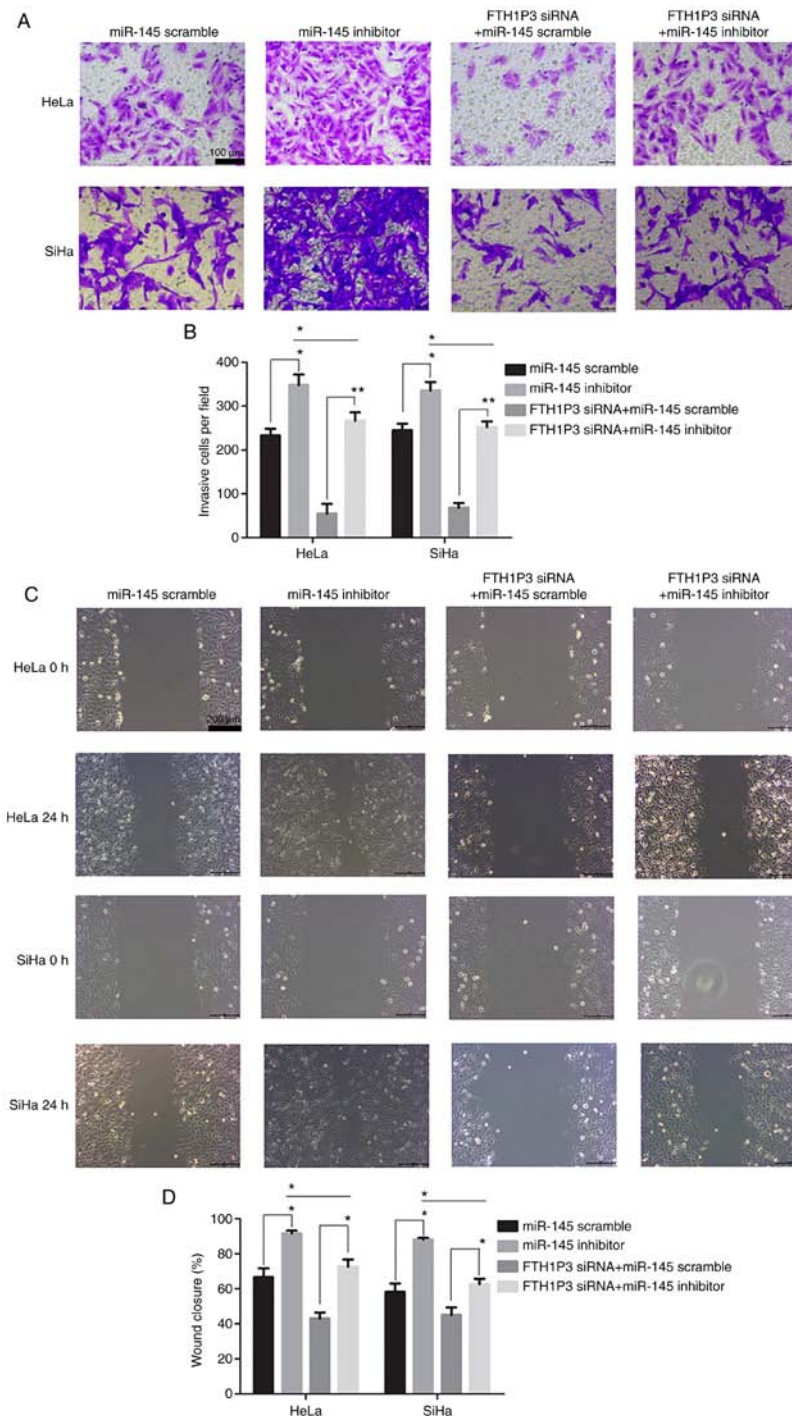 A
miR-145 scramble
miR-145 inhibitor
FTH1P3 siRNA
+miR-145 scramble
FTH1P3 siRNA
+miR-145 inhibitor
HeLa
100 µm
SiHa
B
Invasive cells per field
400
300
200
100
0
*
*
**
*
*
**
HeLa
SiHa
miR-145 scramble
miR-145 inhibitor
FTH1P3 siRNA+miR-145 scramble
FTH1P3 siRNA+miR-145 inhibitor
C
miR-145 scramble
miR-145 inhibitor
FTH1P3 siRNA
+miR-145 scramble
FTH1P3 siRNA
+miR-145 inhibitor
HeLa 0 h
200 µm
HeLa 24 h
SiHa 0 h
SiHa 24 h
D
Wound closure (%)
100
80
60
40
20
0
*
*
*
*
*
*
HeLa
SiHa
miR-145 scramble
miR-145 inhibitor
FTH1P3 siRNA+miR-145 scramble
FTH1P3 siRNA+miR-145 inhibitor